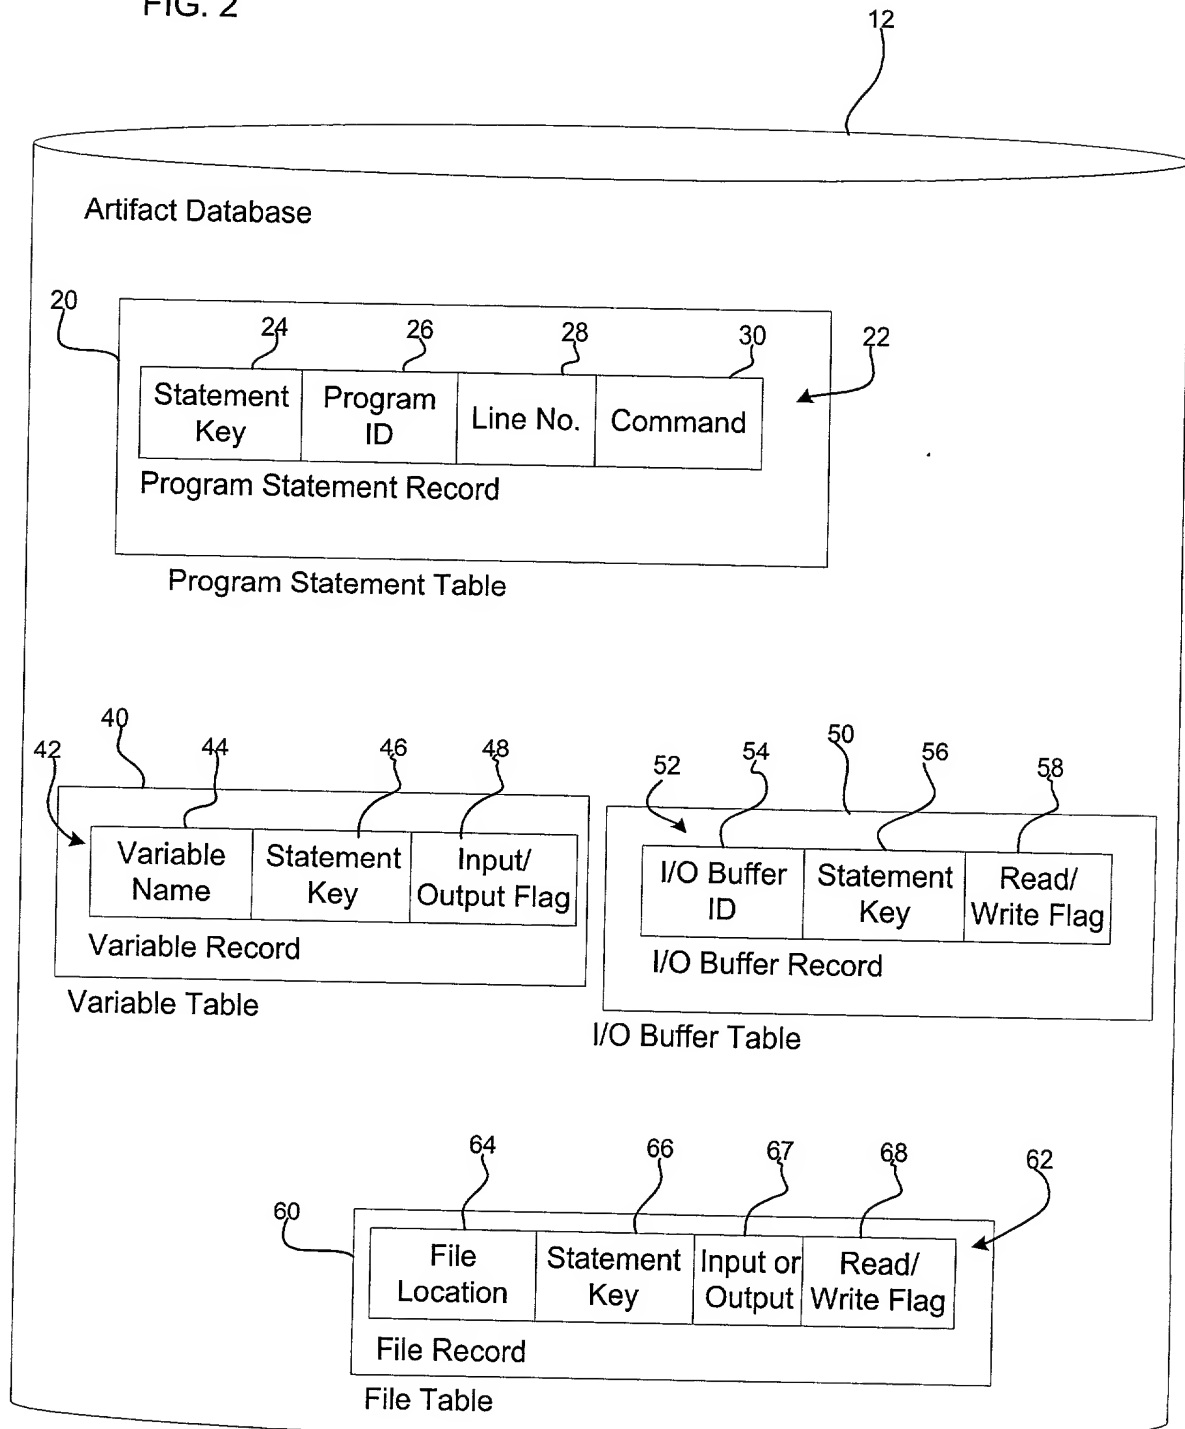 FIG. 2
12
Artifact Database
20
24
26
28
30
22
Statement Key
Program ID
Line No.
Command
Program Statement Record
Program Statement Table
40
42
44
46
48
Variable Name
Statement Key
Input/ Output Flag
Variable Record
Variable Table
50
52
54
56
58
I/O Buffer ID
Statement Key
Read/ Write Flag
I/O Buffer Record
I/O Buffer Table
60
64
66
67
68
62
File Location
Statement Key
Input or Output
Read/ Write Flag
File Record
File Table